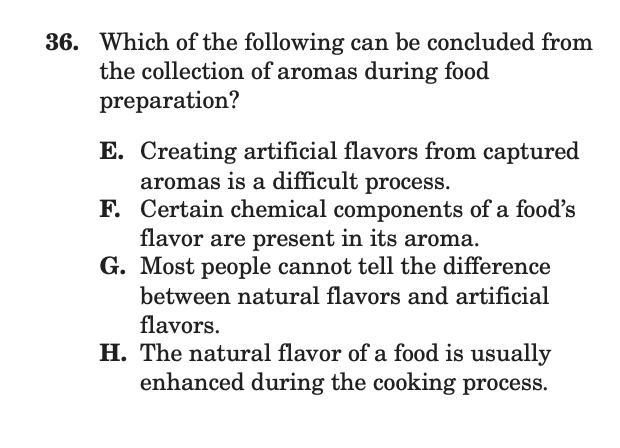 36. Which of the following can be concluded from
the collection of aromas during food
preparation?
E. Creating artificial flavors from captured
aromas is a difficult process.
F. Certain chemical components of a food’s
flavor are present in its aroma.
G. Most people cannot tell the difference
between natural flavors and artificial
flavors.
H. The natural flavor of a food is usually
enhanced during the cooking process.